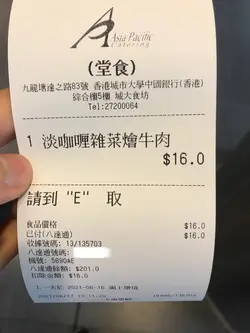 Asia Pacific
Catering
(堂食)
九龍塘達之路83號 香港城市大學中國銀行(香港)
綜合樓5樓 城大食坊
Tel:27200064
1 淡咖喱雜菜燴牛肉
$16.0
請到 "E" 取
食品價格 $16.0
已付(八達通) $16.0
收據號碼: 13/135703
八達通號碼:
機號: 5690AE
八達通餘額: $201.0
扣除金額: $16.0